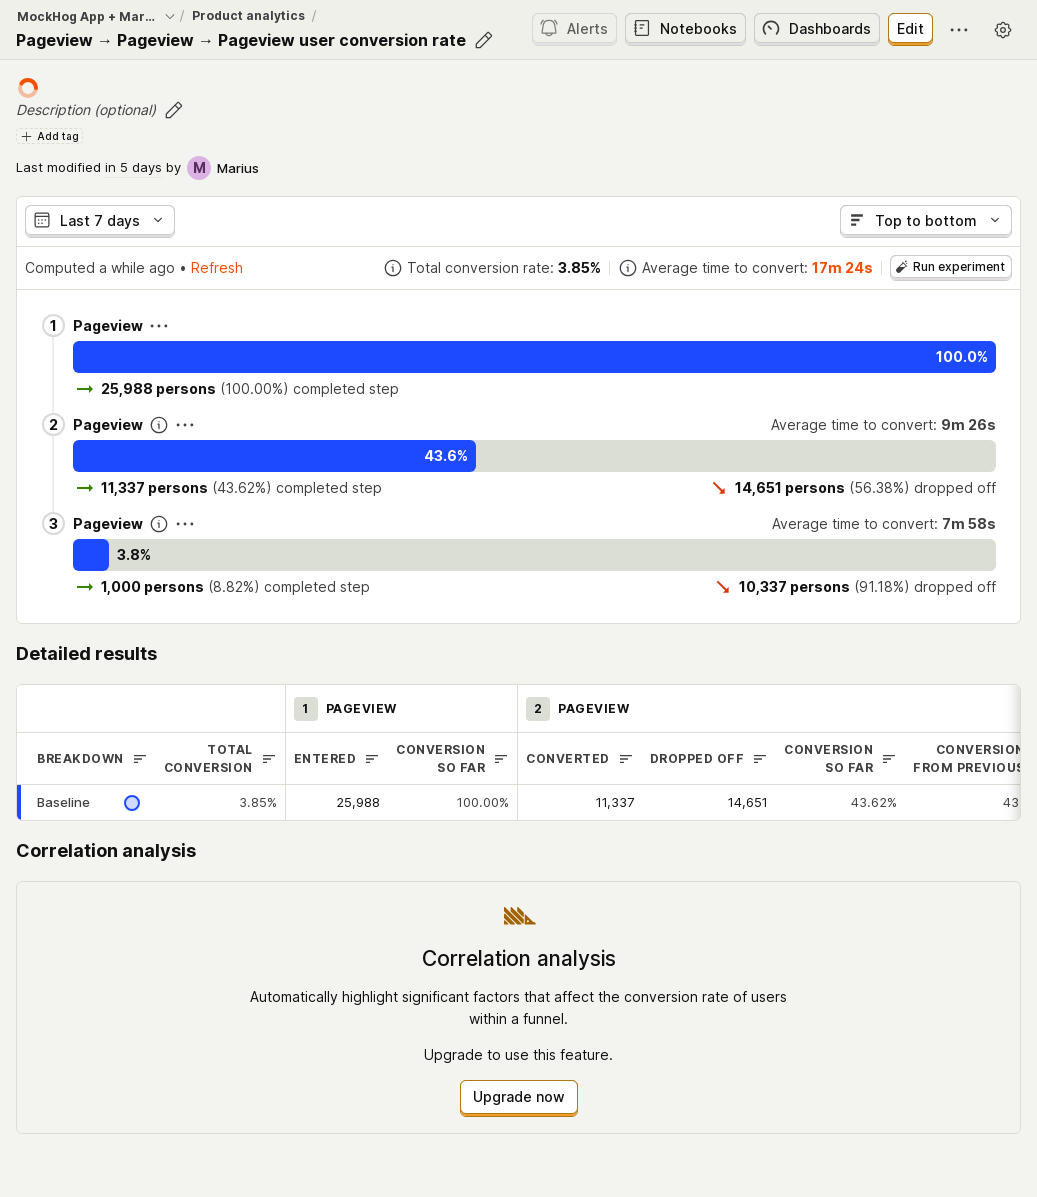 MockHog App + Mar... / Product analytics /
Pageview → Pageview → Pageview user conversion rate
Alerts
Notebooks
Dashboards
Edit
Description (optional)
Add tag
Last modified in 5 days by M Marius
Last 7 days
Top to bottom
Computed a while ago • Refresh
Total conversion rate: 3.85%
Average time to convert: 17m 24s
Run experiment
1 Pageview
100.0%
25,988 persons (100.00%) completed step
2 Pageview
Average time to convert: 9m 26s
43.6%
11,337 persons (43.62%) completed step
14,651 persons (56.38%) dropped off
3 Pageview
Average time to convert: 7m 58s
3.8%
1,000 persons (8.82%) completed step
10,337 persons (91.18%) dropped off
Detailed results
1 PAGEVIEW
2 PAGEVIEW
BREAKDOWN
TOTAL
CONVERSION
ENTERED
CONVERSION
SO FAR
CONVERTED
DROPPED OFF
CONVERSION
SO FAR
CONVERSION
FROM PREVIOUS
Baseline
3.85%
25,988
100.00%
11,337
14,651
43.62%
43
Correlation analysis
Correlation analysis
Automatically highlight significant factors that affect the conversion rate of users
within a funnel.
Upgrade to use this feature.
Upgrade now